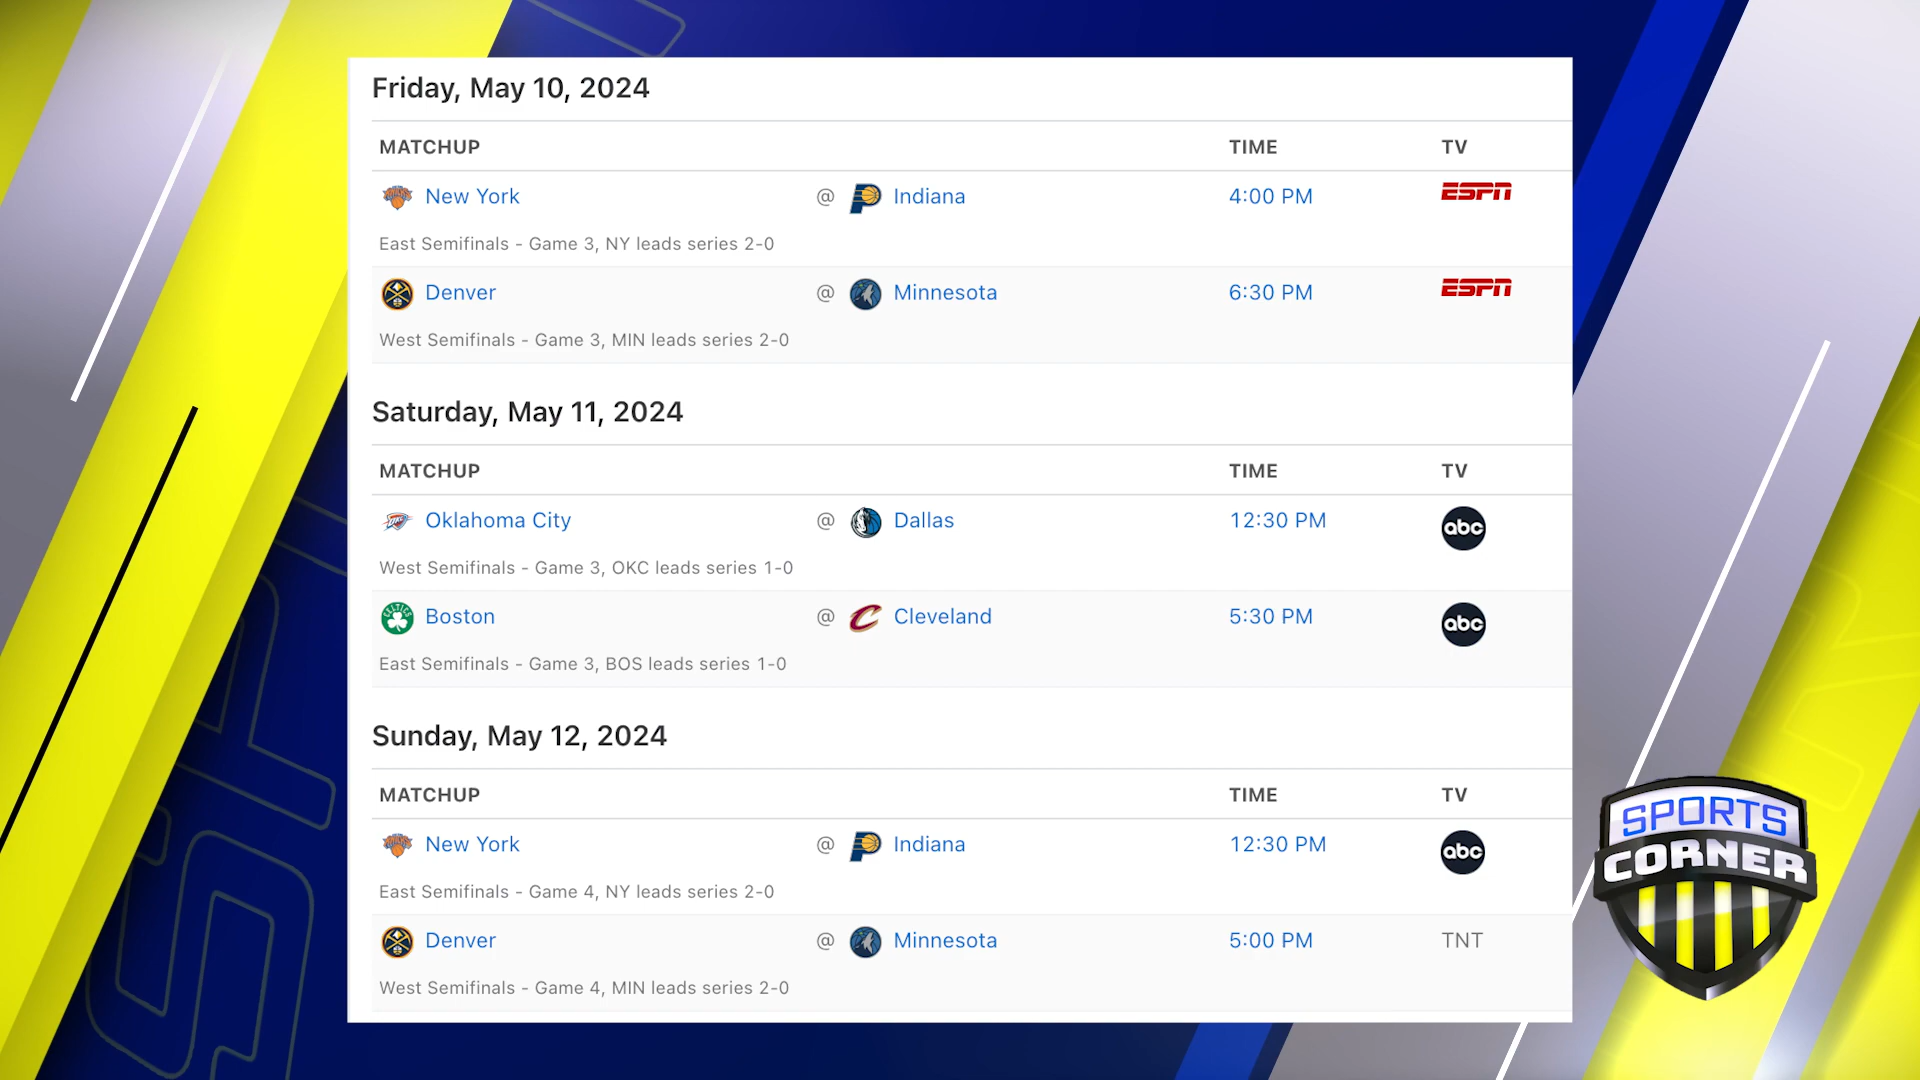 Friday, May 10, 2024
MATCHUP TIME TV
New York @ Indiana 4:00 PM ESPN
East Semifinals - Game 3, NY leads series 2-0
Denver @ Minnesota 6:30 PM ESPN
West Semifinals - Game 3, MIN leads series 2-0
Saturday, May 11, 2024
MATCHUP TIME TV
Oklahoma City @ Dallas 12:30 PM abc
West Semifinals - Game 3, OKC leads series 1-0
Boston @ Cleveland 5:30 PM abc
East Semifinals - Game 3, BOS leads series 1-0
Sunday, May 12, 2024
MATCHUP TIME TV
New York @ Indiana 12:30 PM abc
East Semifinals - Game 4, NY leads series 2-0
Denver @ Minnesota 5:00 PM TNT
West Semifinals - Game 4, MIN leads series 2-0
SPORTS
CORNER